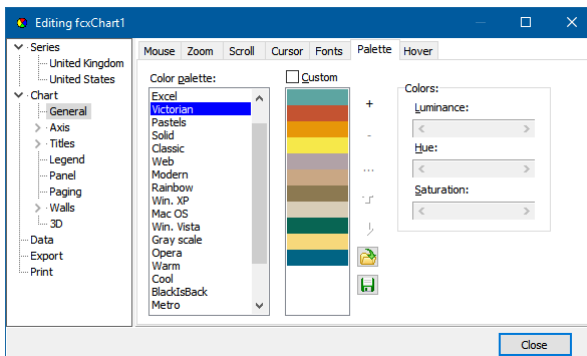 Editing fcxChart1
Series
United Kingdom
United States
Chart
General
Axis
Titles
Legend
Panel
Paging
Walls
3D
Data
Export
Print
Mouse Zoom Scroll Cursor Fonts Palette Hover
Color palette:
Excel
Victorian
Pastels
Solid
Classic
Web
Modern
Rainbow
Win. XP
Mac OS
Win. Vista
Gray scale
Opera
Warm
Cool
BlackIsBack
Metro
Custom
+
-
...
Colors:
Luminance:
Hue:
Saturation:
Close